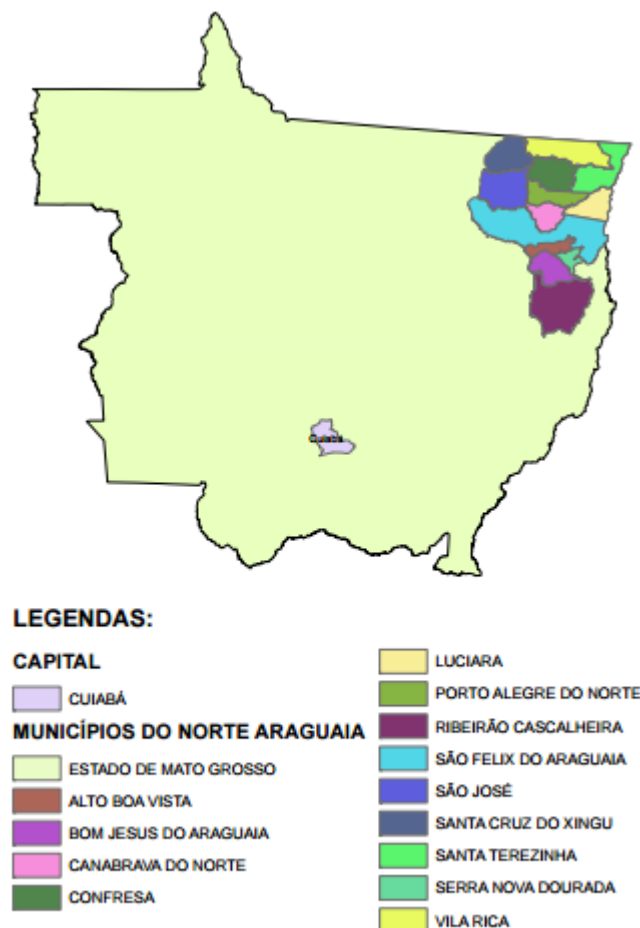 LEGENDAS:
CAPITAL
CUIABÁ
MUNICÍPIOS DO NORTE ARAGUAIA
ESTADO DE MATO GROSSO
ALTO BOA VISTA
BOM JESUS DO ARAGUAIA
CANABRAVA DO NORTE
CONFRESA
LUCIARA
PORTO ALEGRE DO NORTE
RIBEIRÃO CASCALHEIRA
SÃO FELIX DO ARAGUAIA
SÃO JOSÉ
SANTA CRUZ DO XINGU
SANTA TEREZINHA
SERRA NOVA DOURADA
VILA RICA